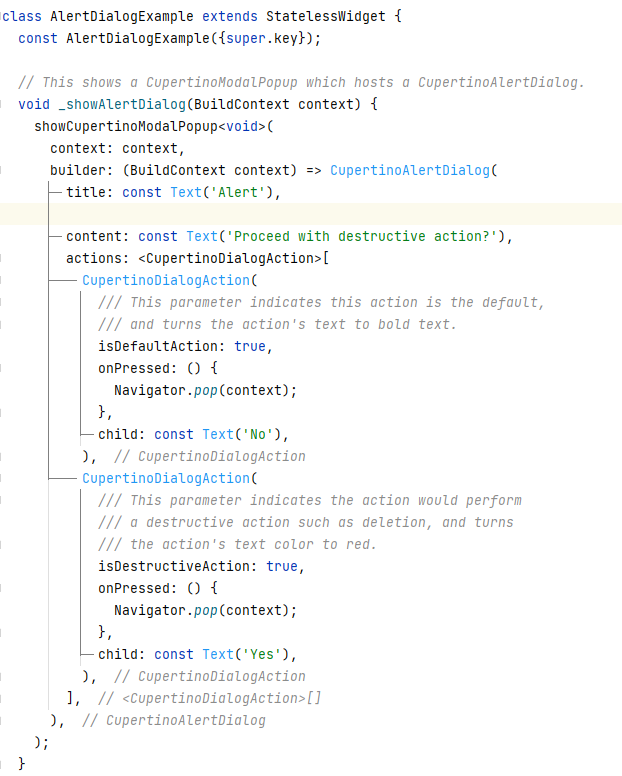 class AlertDialogExample extends StatelessWidget {
  const AlertDialogExample({super.key});

  // This shows a CupertinoModalPopup which hosts a CupertinoAlertDialog.
  void _showAlertDialog(BuildContext context) {
    showCupertinoModalPopup<void>(
      context: context,
      builder: (BuildContext context) => CupertinoAlertDialog(
        title: const Text('Alert'),

        content: const Text('Proceed with destructive action?'),
        actions: <CupertinoDialogAction>[
          CupertinoDialogAction(
            /// This parameter indicates this action is the default,
            /// and turns the action's text to bold text.
            isDefaultAction: true,
            onPressed: () {
              Navigator.pop(context);
            },
            child: const Text('No'),
          ),  // CupertinoDialogAction
          CupertinoDialogAction(
            /// This parameter indicates the action would perform
            /// a destructive action such as deletion, and turns
            /// the action's text color to red.
            isDestructiveAction: true,
            onPressed: () {
              Navigator.pop(context);
            },
            child: const Text('Yes'),
          ),  // CupertinoDialogAction
        ],  // <CupertinoDialogAction>[]
      ),  // CupertinoAlertDialog
    );
  }